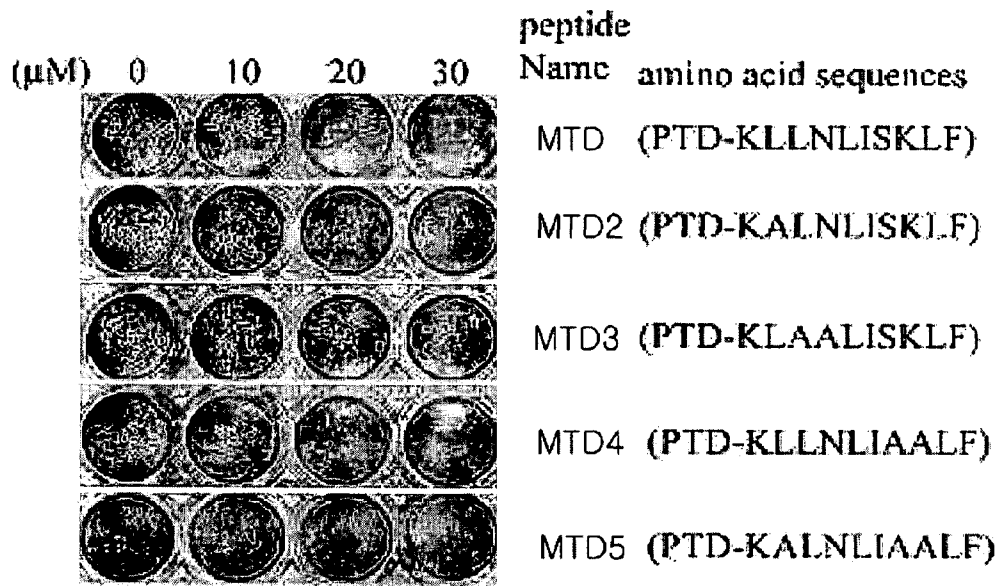 peptide
(μM) 0 10 20 30 Name amino acid sequences
MTD (PTD-KLLNLISKLF)
MTD2 (PTD-KALNLISKLF)
MTD3 (PTD-KLAALISKLF)
MTD4 (PTD-KLLNLIAALF)
MTD5 (PTD-KALNLIAALF)